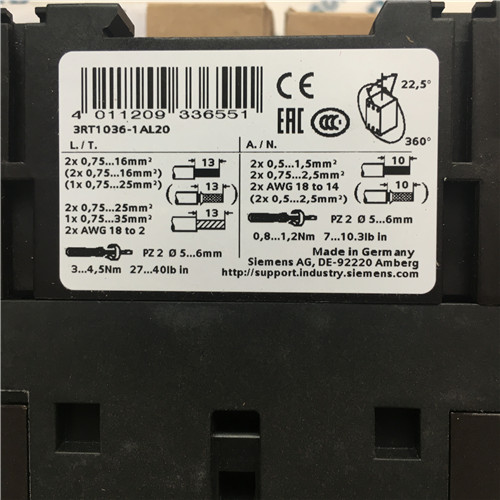 4 011209 336551
3RT1036-1AL20
22,5°
360°
CE
EAC
CCC
L./T.
2x 0,75...16mm²
(2x 0,75...16mm²)
(1x 0,75...25mm²)
13
13
2x 0,75...25mm²
1x 0,75...35mm²
2x AWG 18 to 2
13
PZ 2 Ø 5...6mm
3...4,5Nm 27...40lb in
A./N.
2x 0,5...1,5mm²
2x 0,75...2,5mm²
2x AWG 18 to 14
(2x 0,5...2,5mm²)
10
10
PZ 2 Ø 5...6mm
0,8...1,2Nm 7...10.3lb in
Made in Germany
Siemens AG, DE-92220 Amberg
http://support.industry.siemens.com